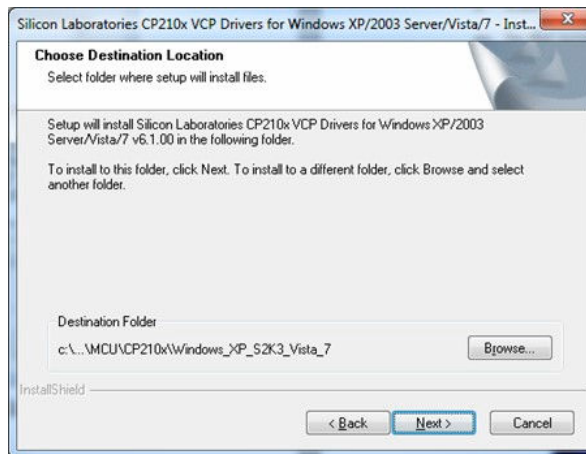 Silicon Laboratories CP210x VCP Drivers for Windows XP/2003 Server/Vista/7 - Inst...
Choose Destination Location
Select folder where setup will install files.
Setup will install Silicon Laboratories CP210x VCP Drivers for Windows XP/2003
Server/Vista/7 v6.1.00 in the following folder.
To install to this folder, click Next. To install to a different folder, click Browse and select
another folder.
Destination Folder
c:\...\MCU\CP210x\Windows_XP_S2K3_Vista_7
Browse...
InstallShield
< Back
Next >
Cancel